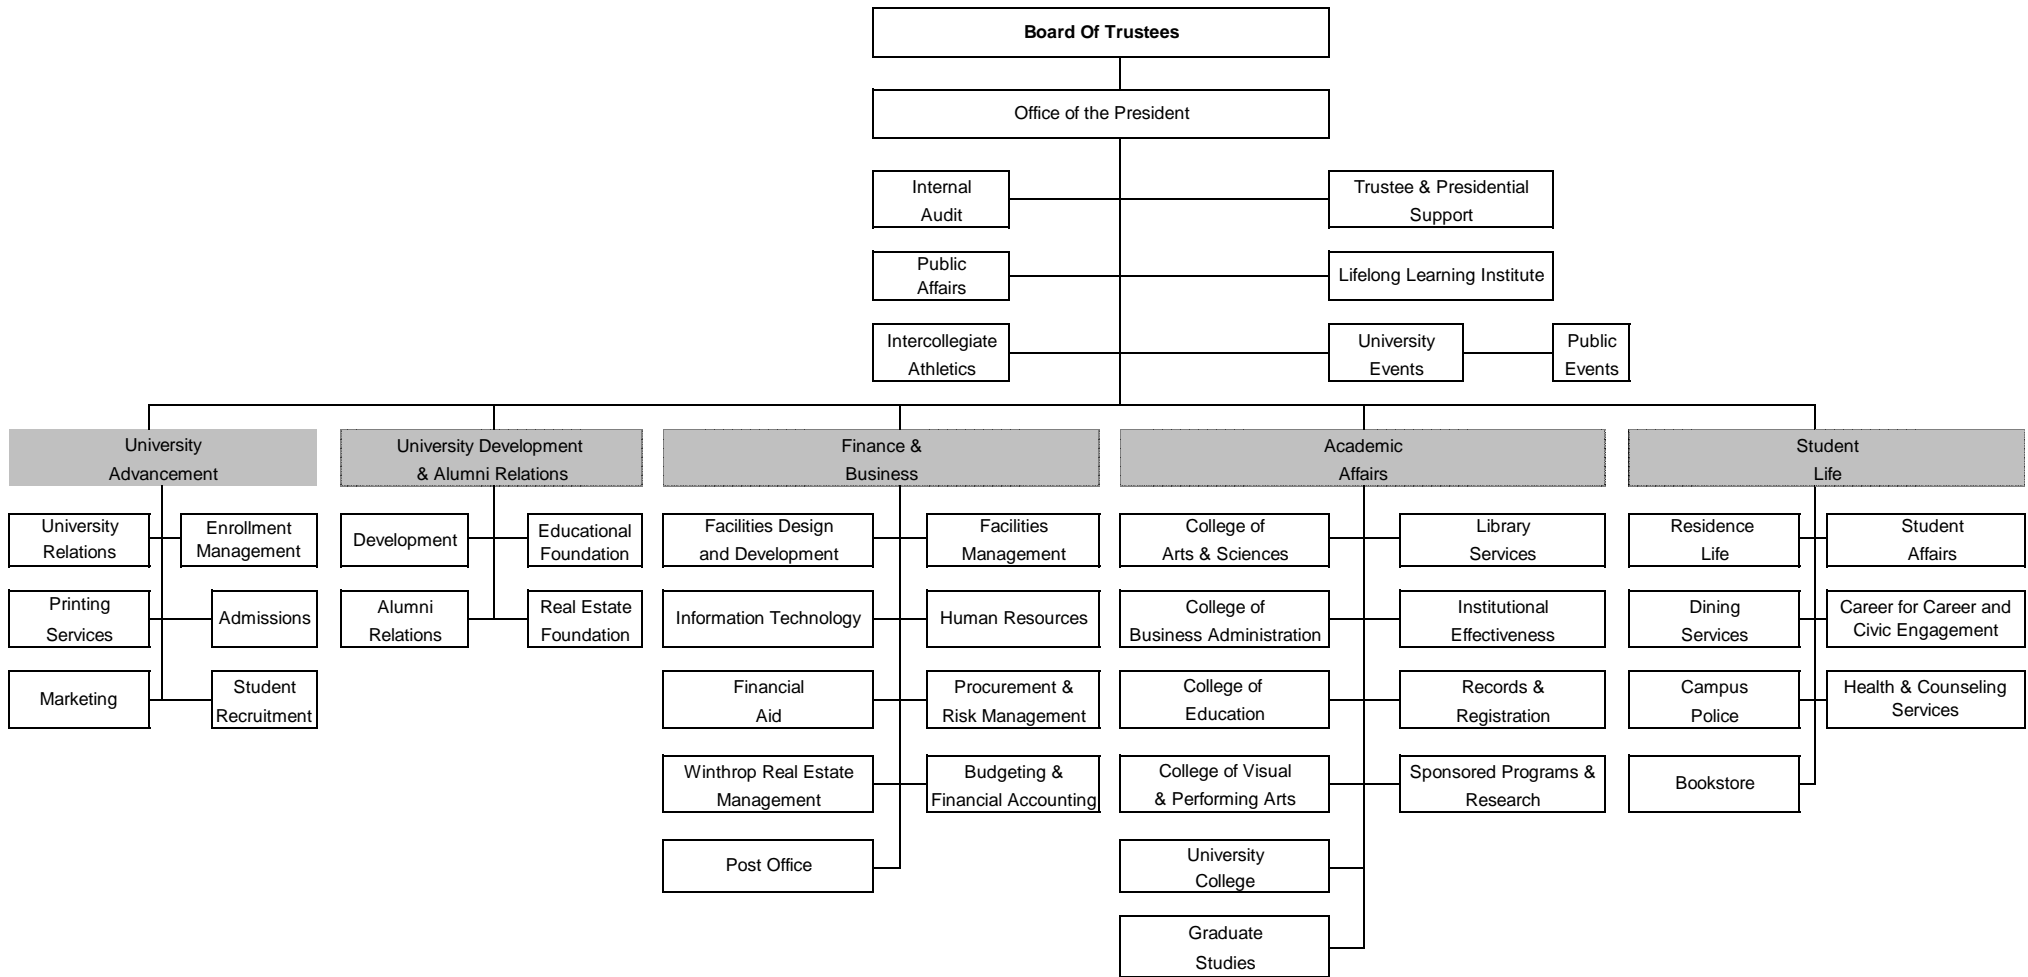 Board Of Trustees
Office of the President
Internal
Audit
Trustee & Presidential
Support
Public
Affairs
Lifelong Learning Institute
Intercollegiate
Athletics
University
Events
Public
Events
University
Advancement
University Development
& Alumni Relations
Finance &
Business
Academic
Affairs
Student
Life
University
Relations
Enrollment
Management
Printing
Services
Admissions
Marketing
Student
Recruitment
Development
Educational
Foundation
Alumni
Relations
Real Estate
Foundation
Facilities Design
and Development
Facilities
Management
Information Technology
Human Resources
Financial
Aid
Procurement &
Risk Management
Winthrop Real Estate
Management
Budgeting &
Financial Accounting
Post Office
College of
Arts & Sciences
Library
Services
College of
Business Administration
Institutional
Effectiveness
College of
Education
Records &
Registration
College of Visual
& Performing Arts
Sponsored Programs &
Research
University
College
Graduate
Studies
Residence
Life
Student
Affairs
Dining
Services
Career for Career and
Civic Engagement
Campus
Police
Health & Counseling
Services
Bookstore